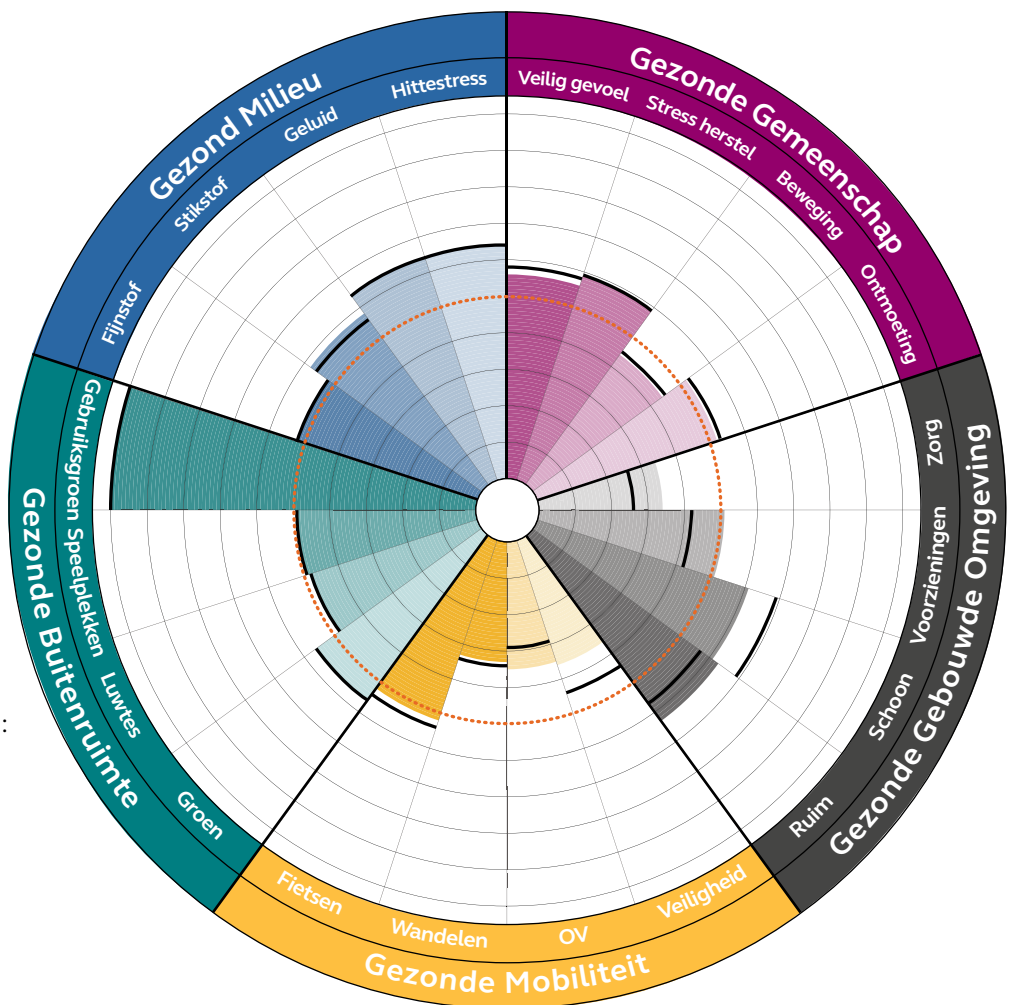 Gezond Milieu
Fijnstof
Stikstof
Geluid
Hittestress
Gezonde Gemeenschap
Veilig gevoel
Stress herstel
Beweging
Ontmoeting
Gezonde Gebouwde Omgeving
Zorg
Voorzieningen
Schoon
Ruim
Gezonde Mobiliteit
Fietsen
Wandelen
OV
Veiligheid
Gezonde Buitenruimte
Gebruiksgroen
Speelplekken
Luwtes
Groen
: